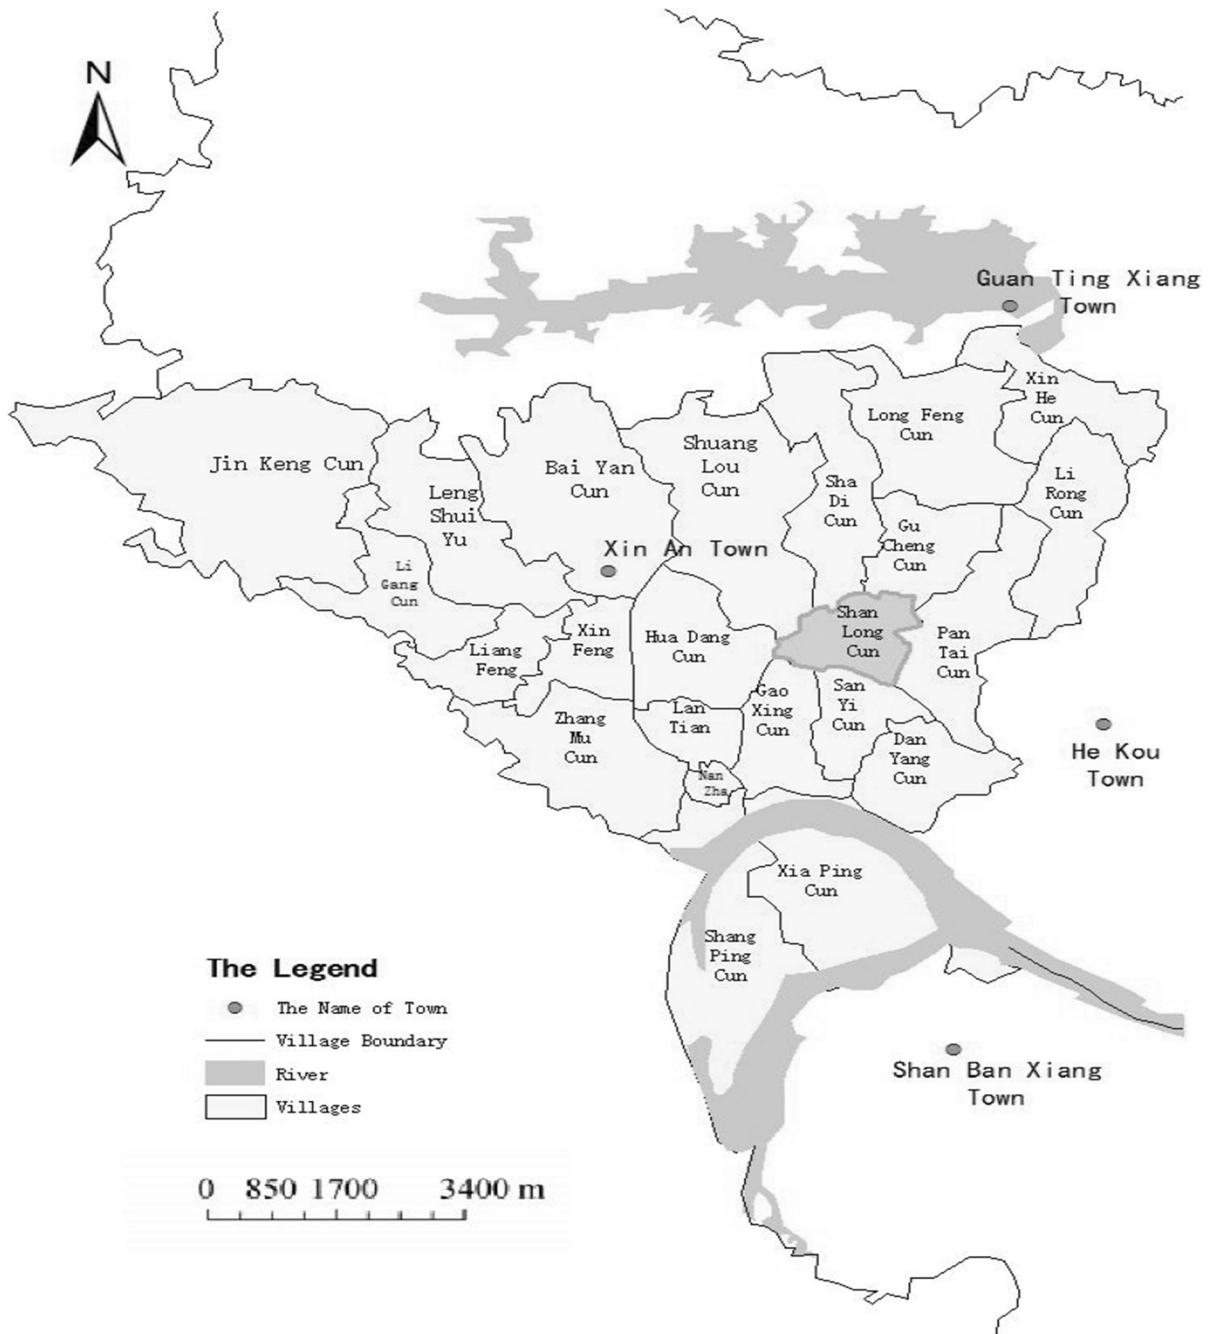 N
Guan Ting Xiang
Town
Xin
He
Cun
Long Feng
Cun
Shuang
Lou
Cun
Jin Keng Cun
Bai Yan
Cun
Leng
Shui
Yu
Sha
Di
Cun
Li
Rong
Cun
Gu
Cheng
Cun
Xin An Town
Li
Gang
Cun
Shan
Long
Cun
Xin
Feng
Hua Dang
Cun
Pan
Tai
Cun
Liang
Feng
Gao
Xing
Cun
San
Yi
Cun
Lan
Tian
Zhang
Mu
Cun
Dan
Yang
Cun
He Kou
Town
Nan
Zha
Xia Ping
Cun
Shang
Ping
Cun
The Legend
The Name of Town
Village Boundary
River
Villages
Shan Ban Xiang
Town
0 850 1700 3400 m